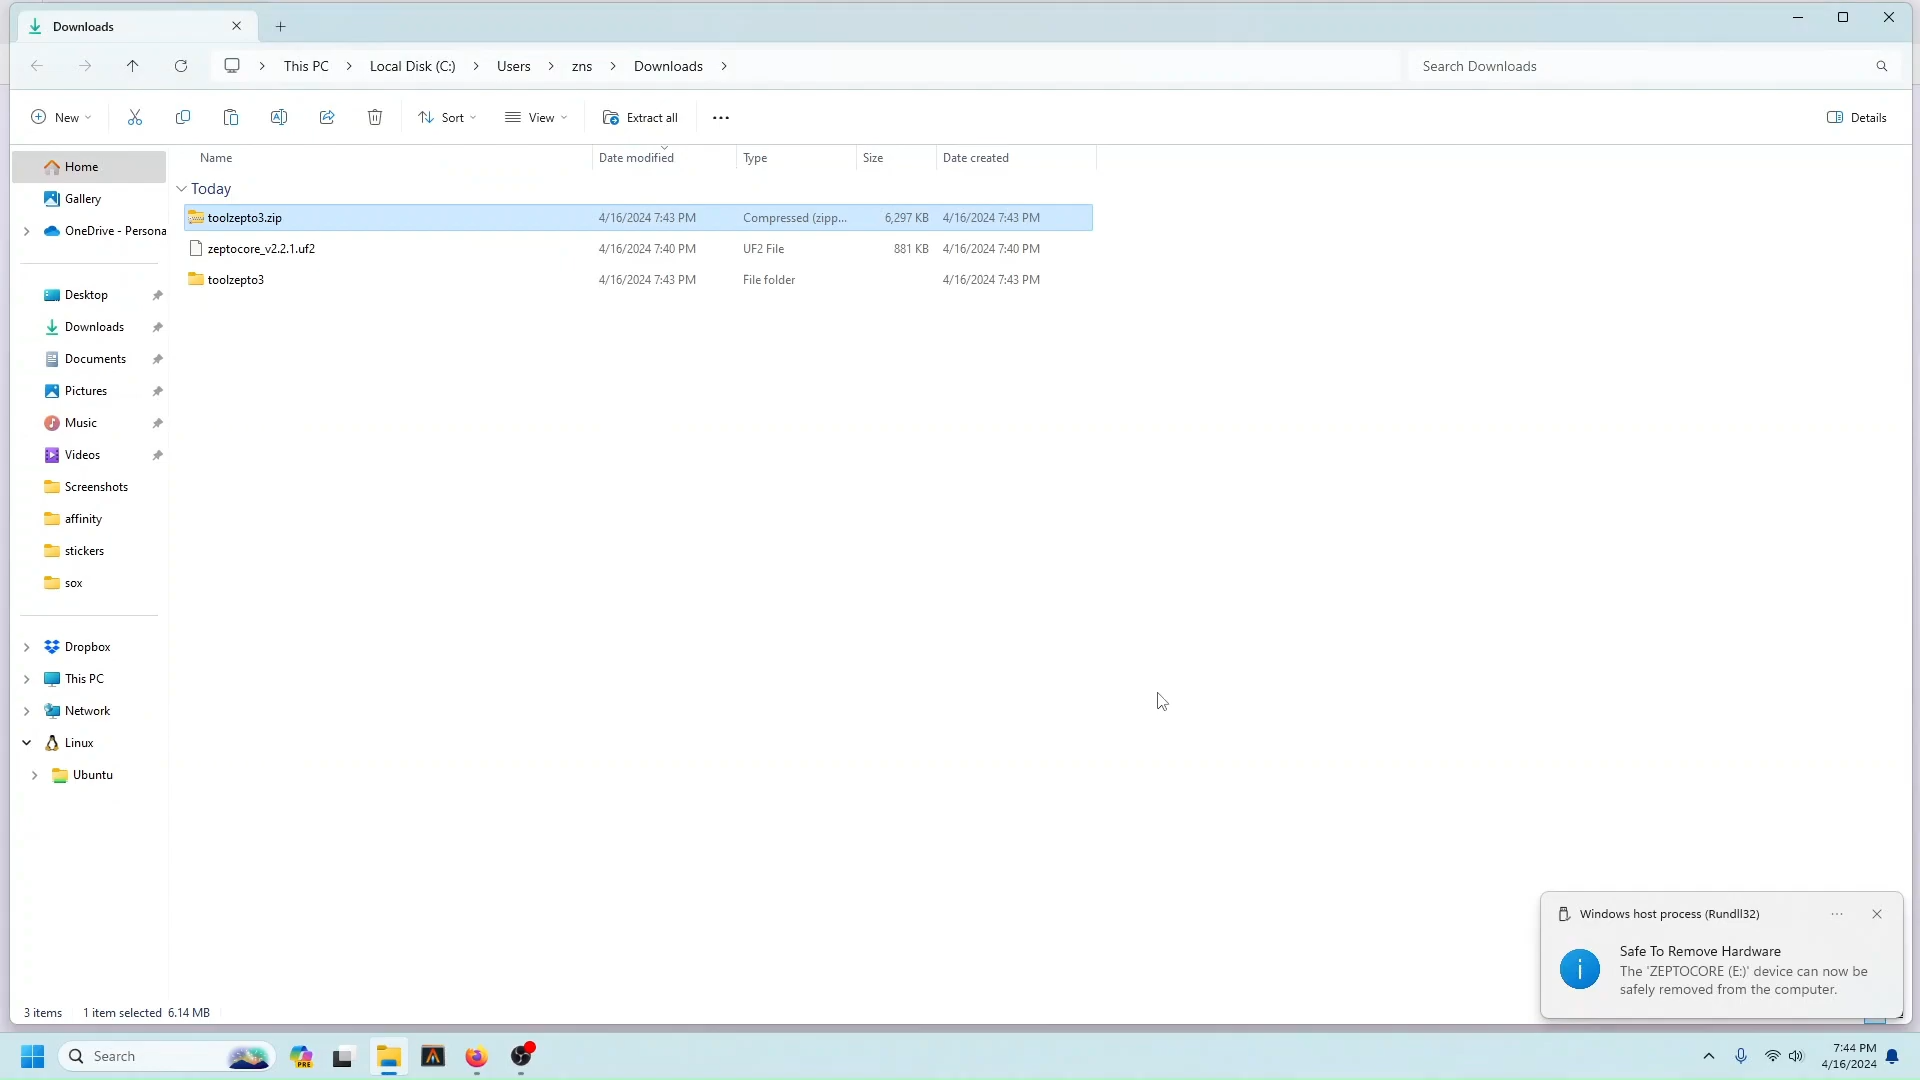 Downloads
This PC
Local Disk (C:)
Users
zns
Downloads
Search Downloads
New
Sort
View
Extract all
Details
Name
Date modified
Type
Size
Date created
Today
toolzepto3.zip 4/16/2024 7:43 PM Compressed (zipp... 6,297 KB 4/16/2024 7:43 PM
zeptocore_v2.2.1.uf2 4/16/2024 7:40 PM UF2 File 881 KB 4/16/2024 7:40 PM
toolzepto3 4/16/2024 7:43 PM File folder 4/16/2024 7:43 PM
Home
Gallery
OneDrive - Persona
Desktop
Downloads
Documents
Pictures
Music
Videos
Screenshots
affinity
stickers
sox
Dropbox
This PC
Network
Linux
Ubuntu
Windows host process (Rundll32)
Safe To Remove Hardware
The 'ZEPTOCORE (E:)' device can now be
safely removed from the computer.
3 items 1 item selected 6.14 MB
Search
PRE
7:44 PM
4/16/2024